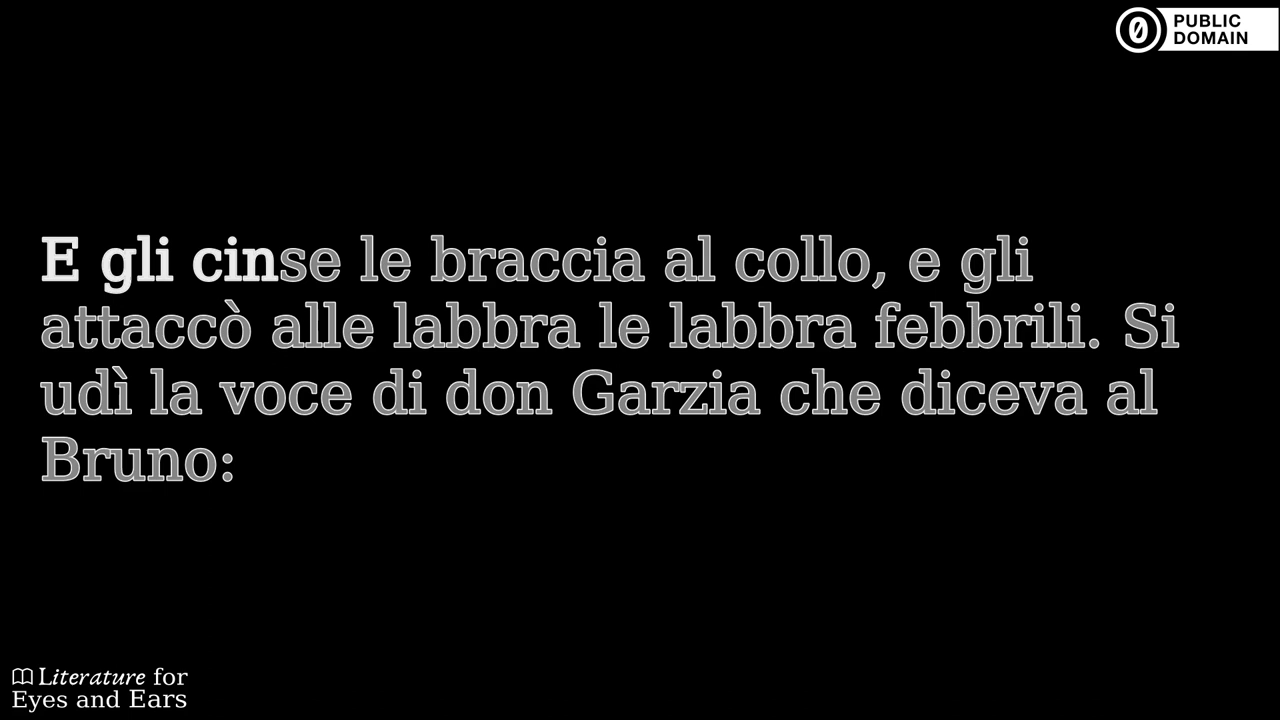 PUBLIC
DOMAIN
E gli cinse le braccia al collo, e gli
attaccò alle labbra le labbra febbrili. Si
udì la voce di don Garzia che diceva al
Bruno:
Literature for
Eyes and Ears